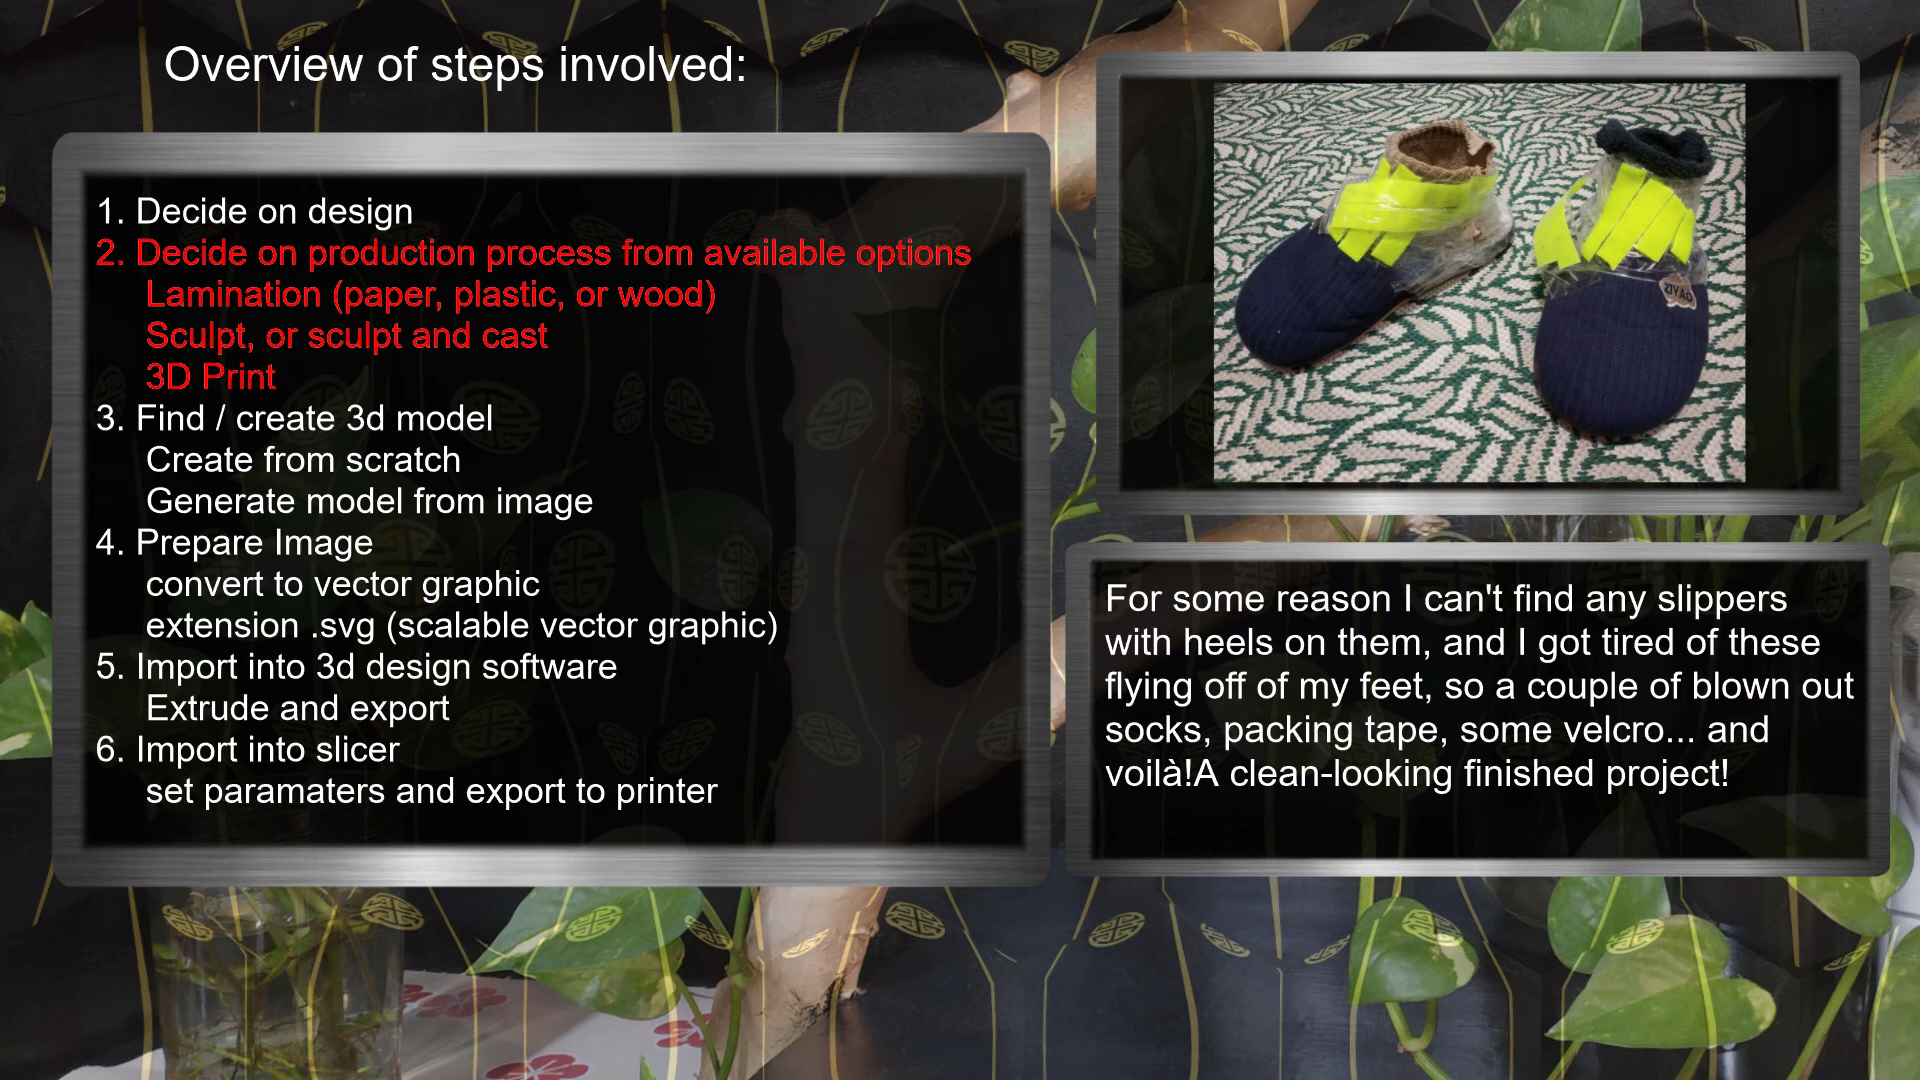 Overview of steps involved:
1. Decide on design
2. Decide on production process from available options
Lamination (paper, plastic, or wood)
Sculpt, or sculpt and cast
3D Print
3. Find / create 3d model
Create from scratch
Generate model from image
4. Prepare Image
convert to vector graphic
extension .svg (scalable vector graphic)
5. Import into 3d design software
Extrude and export
6. Import into slicer
set paramaters and export to printer
ZIYAO
For some reason I can't find any slippers
with heels on them, and I got tired of these
flying off of my feet, so a couple of blown out
socks, packing tape, some velcro... and
voilà!A clean-looking finished project!